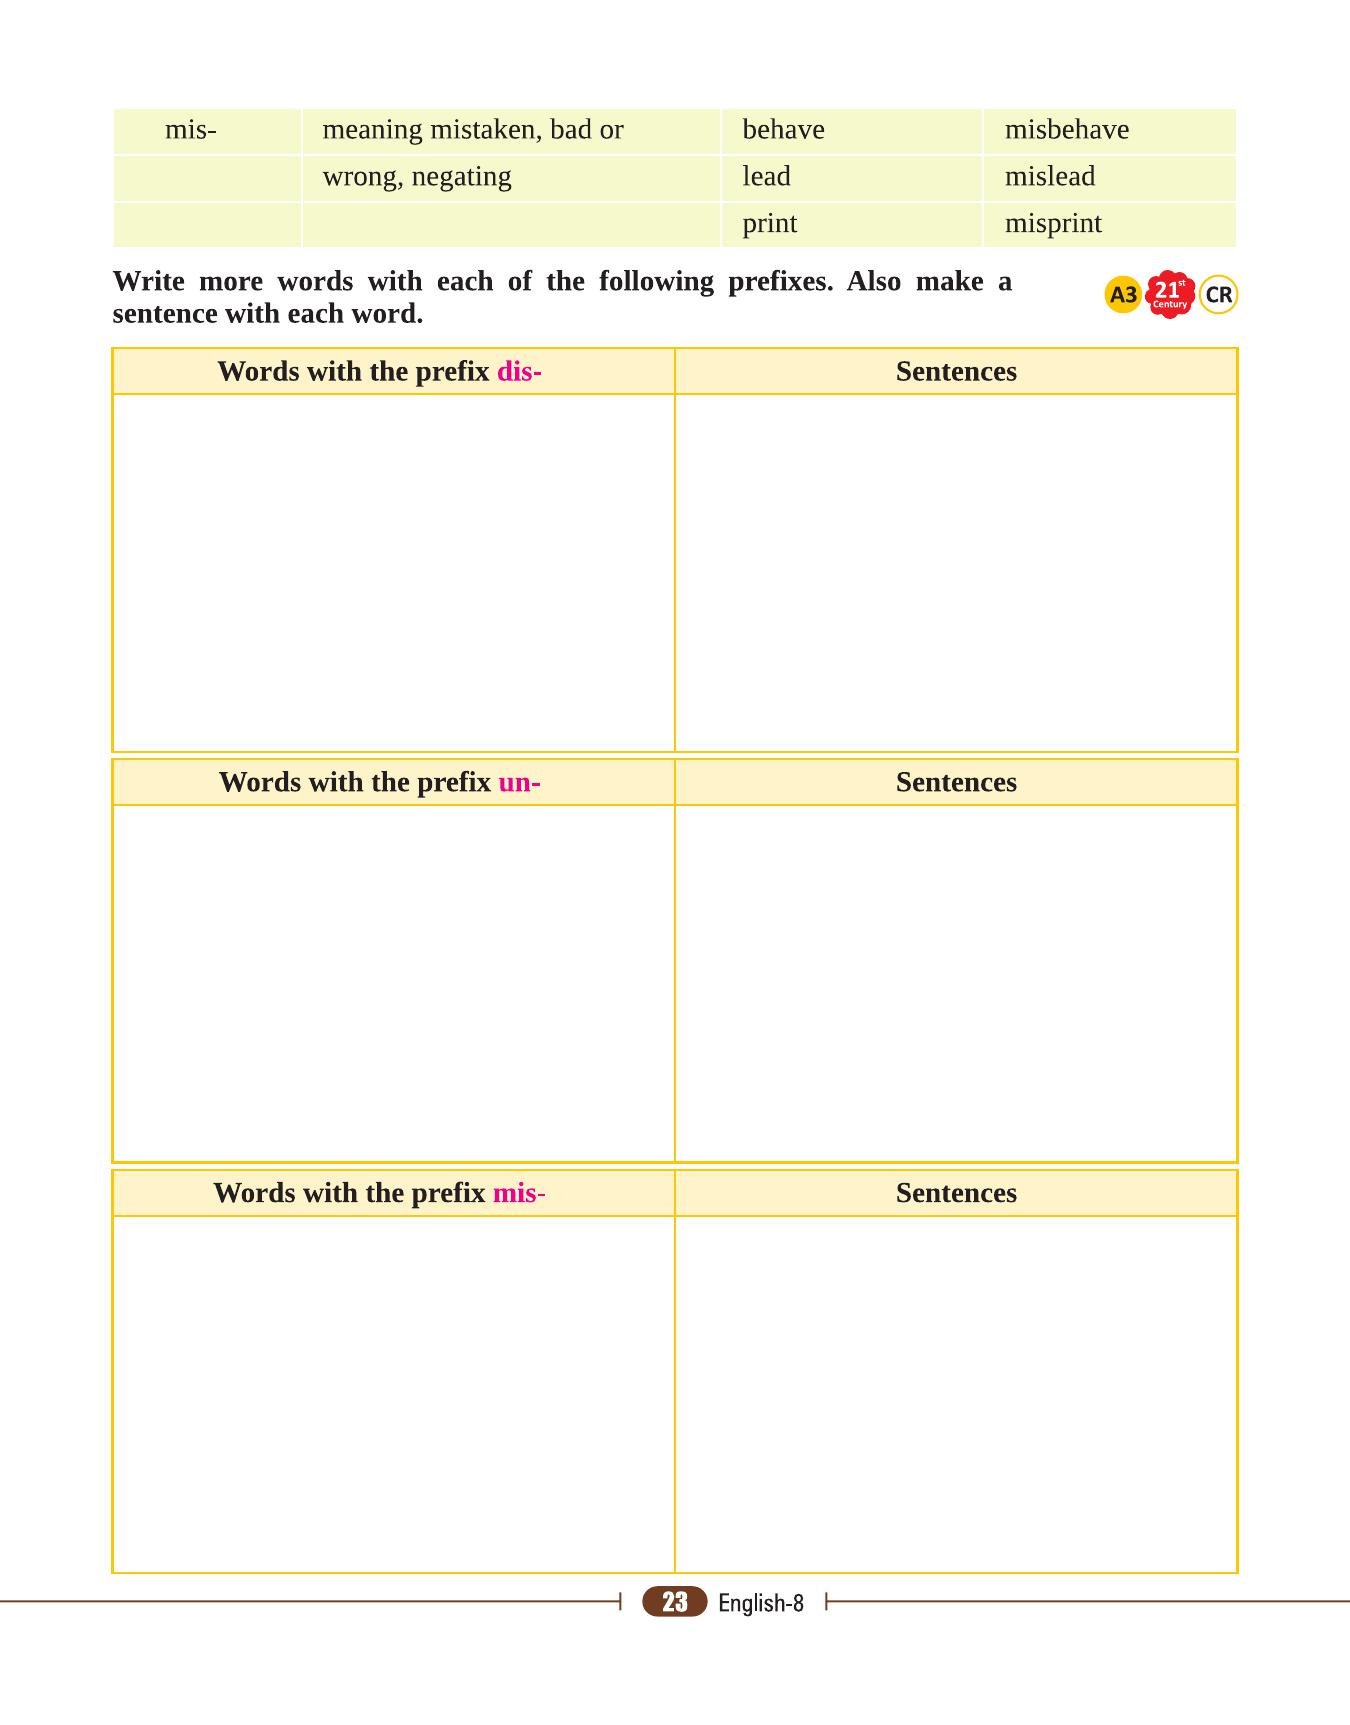 mis- meaning mistaken, bad or behave misbehave
wrong, negating lead mislead
print misprint
Write more words with each of the following prefixes. Also make a
sentence with each word.
A3 21st Century CR
Words with the prefix dis- Sentences
Words with the prefix un- Sentences
Words with the prefix mis- Sentences
23 English-8